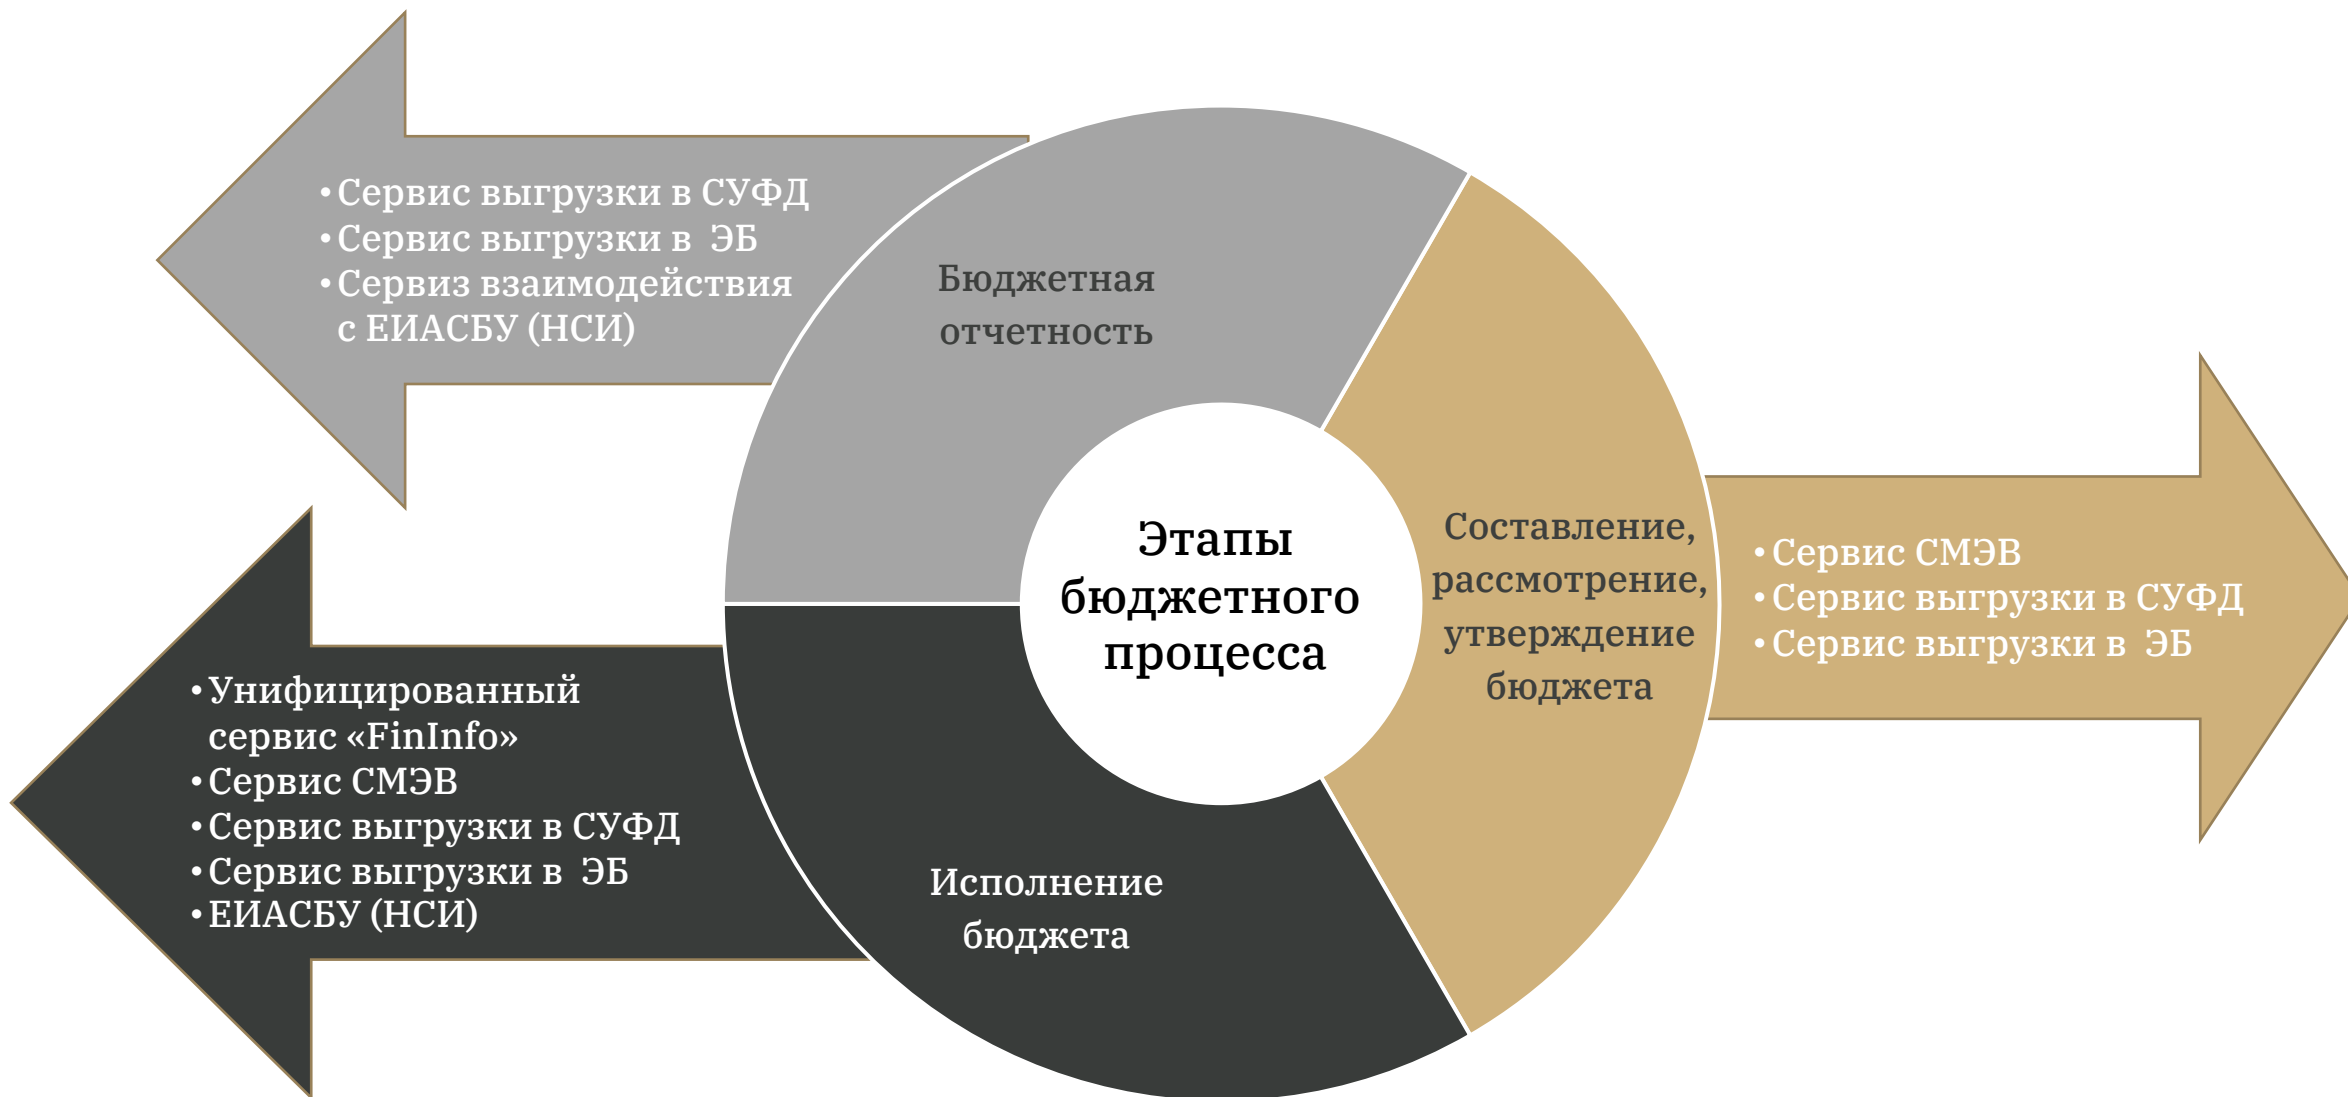 • Сервис выгрузки в СУФД
• Сервис выгрузки в ЭБ
• Сервиз взаимодействия
с ЕИАСБУ (НСИ)
Бюджетная
отчетность
Этапы
бюджетного
процесса
Составление,
рассмотрение,
утверждение
бюджета
• Сервис СМЭВ
• Сервис выгрузки в СУФД
• Сервис выгрузки в ЭБ
• Унифицированный
сервис «FinInfo»
• Сервис СМЭВ
• Сервис выгрузки в СУФД
• Сервис выгрузки в ЭБ
• ЕИАСБУ (НСИ)
Исполнение
бюджета